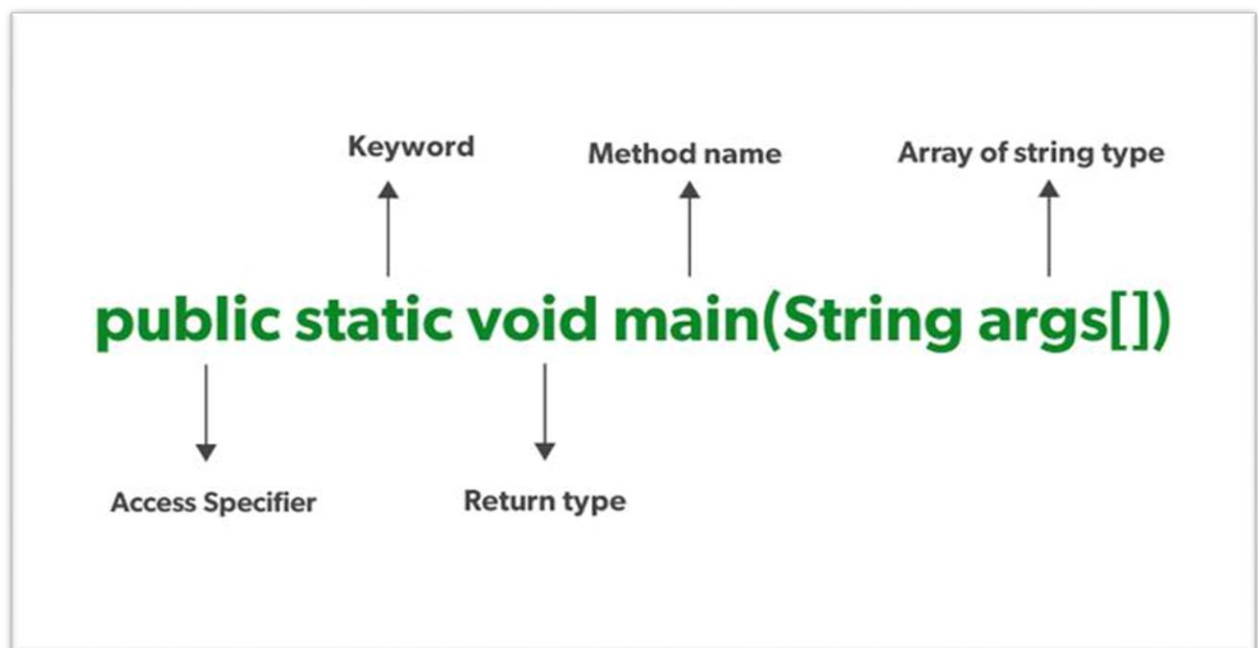 Keyword
Method name
Array of string type
public static void main(String args[])
Access Specifier
Return type